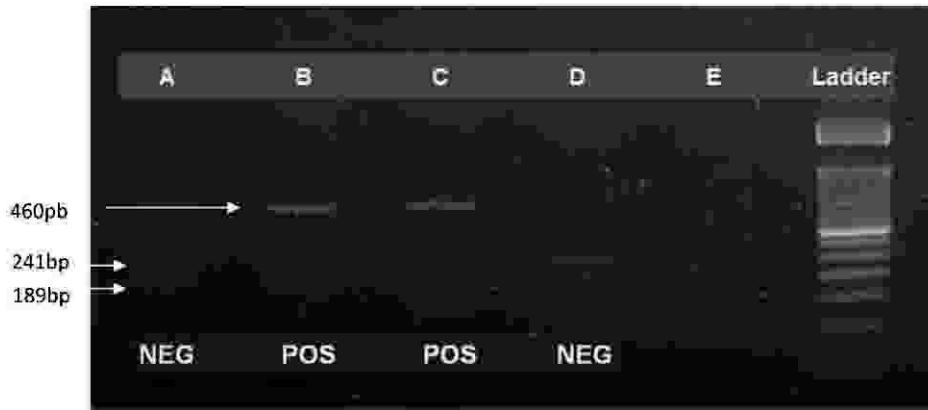 A B C D E Ladder
460pb
241bp
189bp
NEG POS POS NEG